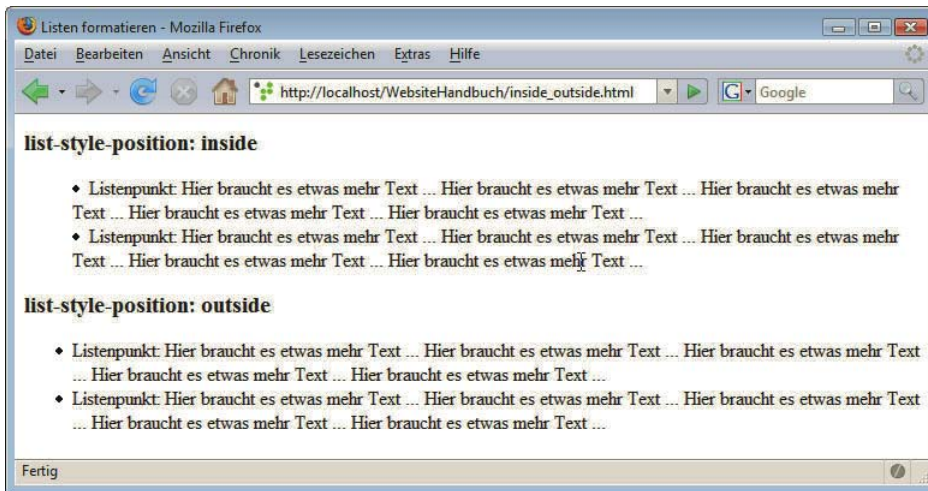 Listen formatieren - Mozilla Firefox
Datei Bearbeiten Ansicht Chronik Lesezeichen Extras Hilfe
http://localhost/WebsiteHandbuch/inside_outside.html G Google
list-style-position: inside
• Listenpunkt: Hier braucht es etwas mehr Text ... Hier braucht es etwas mehr Text ... Hier braucht es etwas mehr
Text ... Hier braucht es etwas mehr Text ... Hier braucht es etwas mehr Text ...
• Listenpunkt: Hier braucht es etwas mehr Text ... Hier braucht es etwas mehr Text ... Hier braucht es etwas mehr
Text ... Hier braucht es etwas mehr Text ... Hier braucht es etwas mehr Text ...
list-style-position: outside
• Listenpunkt: Hier braucht es etwas mehr Text ... Hier braucht es etwas mehr Text ... Hier braucht es etwas mehr Text
... Hier braucht es etwas mehr Text ... Hier braucht es etwas mehr Text ...
• Listenpunkt: Hier braucht es etwas mehr Text ... Hier braucht es etwas mehr Text ... Hier braucht es etwas mehr Text
... Hier braucht es etwas mehr Text ... Hier braucht es etwas mehr Text ...
Fertig